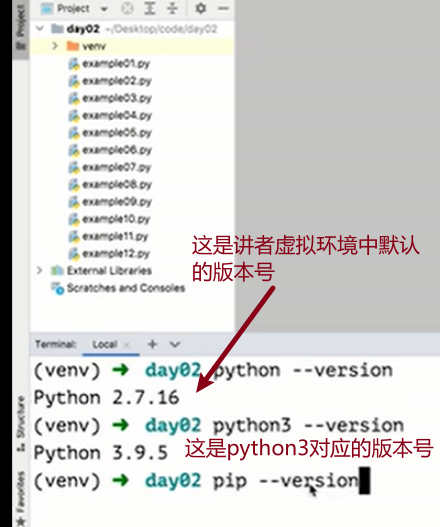 Project
Project
day02 ~/Desktop/code/day02
venv
example01.py
example02.py
example03.py
example04.py
example05.py
example06.py
example07.py
example08.py
example09.py
example10.py
example11.py
example12.py
External Libraries
Scratches and Consoles
这是讲者虚拟环境中默认
的版本号
Terminal: Local × + ∨
(venv) ➜ day02 python --version
Python 2.7.16
(venv) ➜ day02 python3 --version
Python 3.9.5 这是python3对应的版本号
(venv) ➜ day02 pip --version
Structure
Favorites